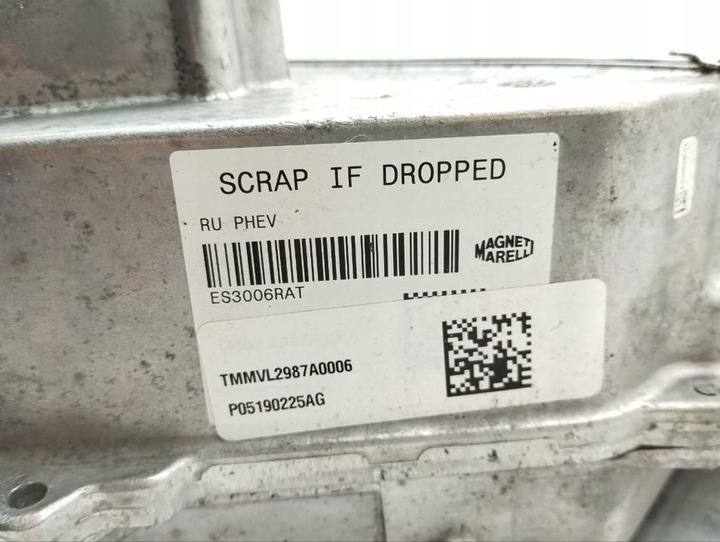 SCRAP IF DROPPED
RU PHEV
MAGNETI
MARELLI
ES3006RAT
TMMVL2987A0006
P05190225AG